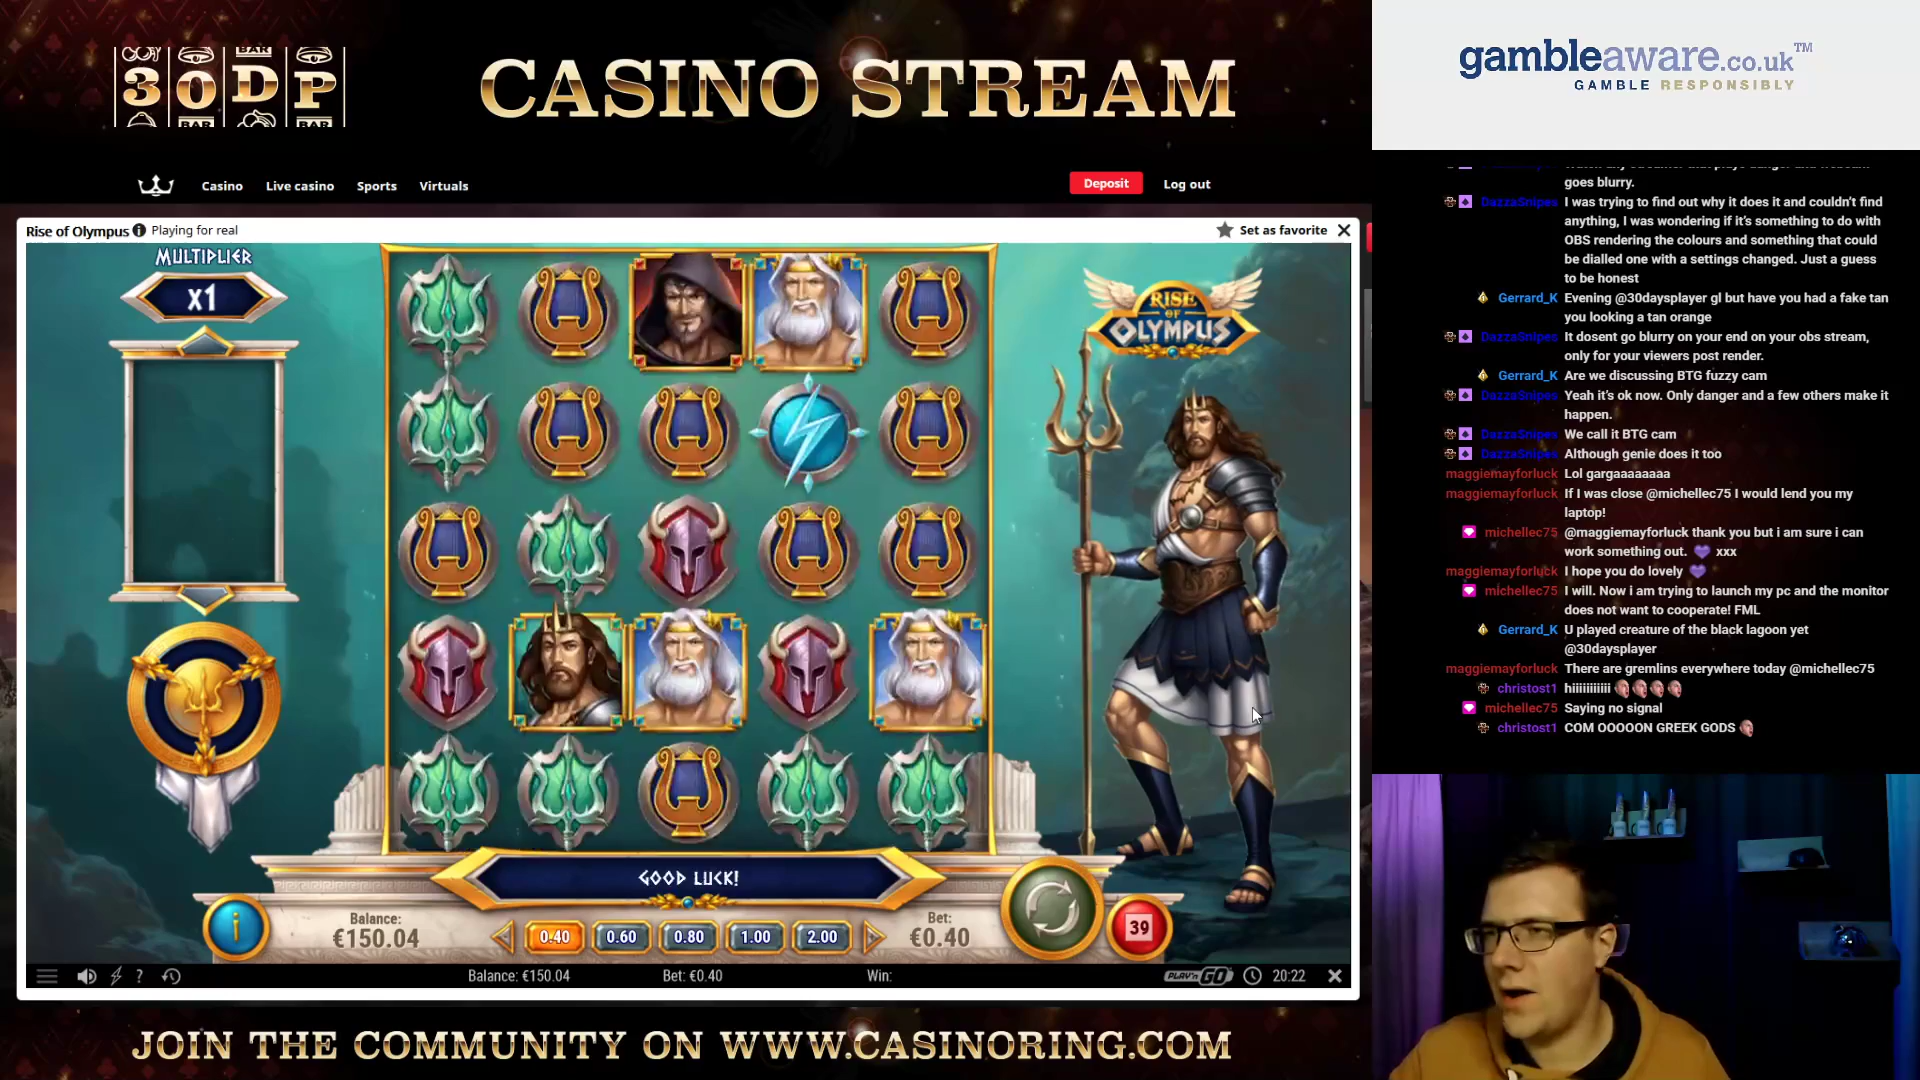 BAR
30DP
BAR BAR
CASINO STREAM
gambleaware.co.uk™
GAMBLE RESPONSIBLY
Casino Live casino Sports Virtuals
Deposit Log out
Rise of Olympus Playing for real
Set as favorite
MULTIPLIER
X1
RISE
OF
OLYMPUS
GOOD LUCK!
Balance:
€150.04
0.40 0.60 0.80 1.00 2.00
Bet:
€0.40
39
Balance: €150.04 Bet: €0.40 Win:
PLAY'n GO 20:22
JOIN THE COMMUNITY ON WWW.CASINORING.COM
goes blurry.
DazzaSnipes I was trying to find out why it does it and couldn't find
anything, I was wondering if it's something to do with
OBS rendering the colours and something that could
be dialled one with a settings changed. Just a guess
to be honest
Gerrard_K Evening @30daysplayer gl but have you had a fake tan
you looking a tan orange
DazzaSnipes It dosent go blurry on your end on your obs stream,
only for your viewers post render.
Gerrard_K Are we discussing BTG fuzzy cam
DazzaSnipes Yeah it's ok now. Only danger and a few others make it
happen.
DazzaSnipes We call it BTG cam
DazzaSnipes Although genie does it too
maggiemayforluck Lol gargaaaaaaaa
maggiemayforluck If I was close @michellec75 I would lend you my
laptop!
michellec75 @maggiemayforluck thank you but i am sure i can
work something out. xxx
maggiemayforluck I hope you do lovely
michellec75 I will. Now i am trying to launch my pc and the monitor
does not want to cooperate! FML
Gerrard_K U played creature of the black lagoon yet
@30daysplayer
maggiemayforluck There are gremlins everywhere today @michellec75
christost1 hiiiiiiiiiii
michellec75 Saying no signal
christost1 COM OOOOON GREEK GODS